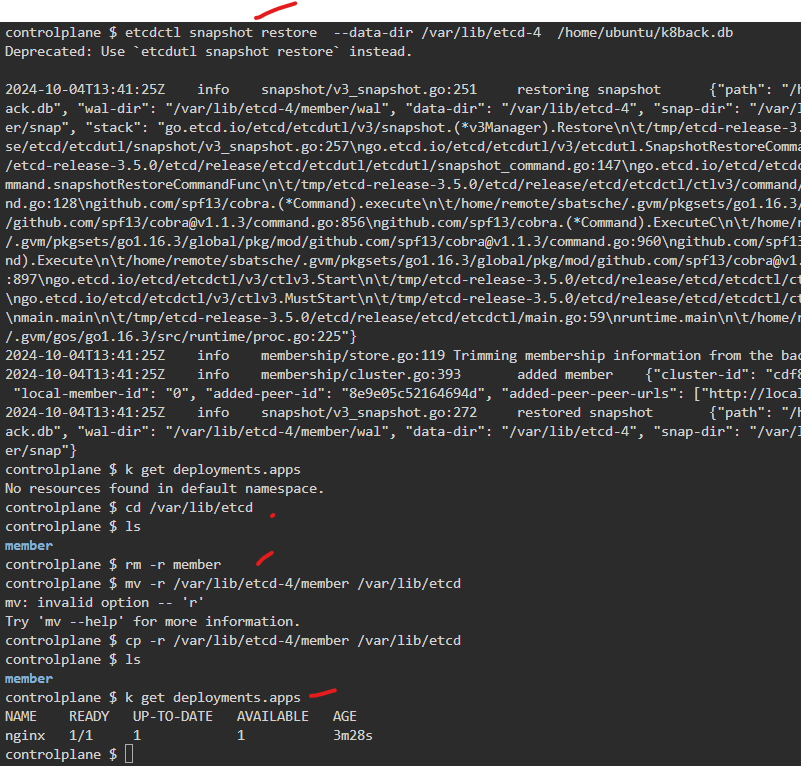 controlplane $ etcdctl snapshot restore  --data-dir /var/lib/etcd-4  /home/ubuntu/k8back.db
Deprecated: Use `etcdutl snapshot restore` instead.
2024-10-04T13:41:25Z    info    snapshot/v3_snapshot.go:251     restoring snapshot      {"path": "/h
ack.db", "wal-dir": "/var/lib/etcd-4/member/wal", "data-dir": "/var/lib/etcd-4", "snap-dir": "/var/l
er/snap", "stack": "go.etcd.io/etcd/etcdutl/v3/snapshot.(*v3Manager).Restore\n\t/tmp/etcd-release-3.
se/etcd/etcdutl/snapshot/v3_snapshot.go:257\ngo.etcd.io/etcd/etcdutl/v3/etcdutl.SnapshotRestoreComma
/etcd-release-3.5.0/etcd/release/etcd/etcdutl/etcdutl/snapshot_command.go:147\ngo.etcd.io/etcd/etcdc
mmand.snapshotRestoreCommandFunc\n\t/tmp/etcd-release-3.5.0/etcd/release/etcd/etcdctl/ctlv3/command/
nd.go:128\ngithub.com/spf13/cobra.(*Command).execute\n\t/home/remote/sbatsche/.gvm/pkgsets/go1.16.3/
/github.com/spf13/cobra@v1.1.3/command.go:856\ngithub.com/spf13/cobra.(*Command).ExecuteC\n\t/home/r
/.gvm/pkgsets/go1.16.3/global/pkg/mod/github.com/spf13/cobra@v1.1.3/command.go:960\ngithub.com/spf13
nd).Execute\n\t/home/remote/sbatsche/.gvm/pkgsets/go1.16.3/global/pkg/mod/github.com/spf13/cobra@v1.
:897\ngo.etcd.io/etcd/etcdctl/v3/ctlv3.Start\n\t/tmp/etcd-release-3.5.0/etcd/release/etcd/etcdctl/ct
\ngo.etcd.io/etcd/etcdctl/v3/ctlv3.MustStart\n\t/tmp/etcd-release-3.5.0/etcd/release/etcd/etcdctl/ct
\nmain.main\n\t/tmp/etcd-release-3.5.0/etcd/release/etcd/etcdctl/main.go:59\nruntime.main\n\t/home/r
/.gvm/gos/go1.16.3/src/runtime/proc.go:225"}
2024-10-04T13:41:25Z    info    membership/store.go:119 Trimming membership information from the bac
2024-10-04T13:41:25Z    info    membership/cluster.go:393       added member    {"cluster-id": "cdf8
 "local-member-id": "0", "added-peer-id": "8e9e05c52164694d", "added-peer-peer-urls": ["http://local
2024-10-04T13:41:25Z    info    snapshot/v3_snapshot.go:272     restored snapshot       {"path": "/h
ack.db", "wal-dir": "/var/lib/etcd-4/member/wal", "data-dir": "/var/lib/etcd-4", "snap-dir": "/var/l
er/snap"}
controlplane $ k get deployments.apps
No resources found in default namespace.
controlplane $ cd /var/lib/etcd
controlplane $ ls
member
controlplane $ rm -r member
controlplane $ mv -r /var/lib/etcd-4/member /var/lib/etcd
mv: invalid option -- 'r'
Try 'mv --help' for more information.
controlplane $ cp -r /var/lib/etcd-4/member /var/lib/etcd
controlplane $ ls
member
controlplane $ k get deployments.apps
NAME    READY   UP-TO-DATE   AVAILABLE   AGE
nginx   1/1     1            1           3m28s
controlplane $